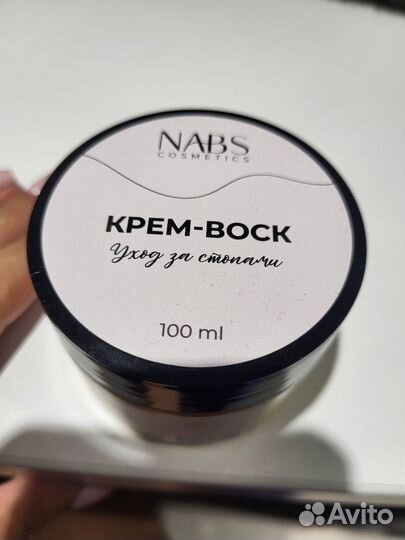 NABS
COSMETICS
КРЕМ-ВОСК
Уход за стопами
100 ml
Avito